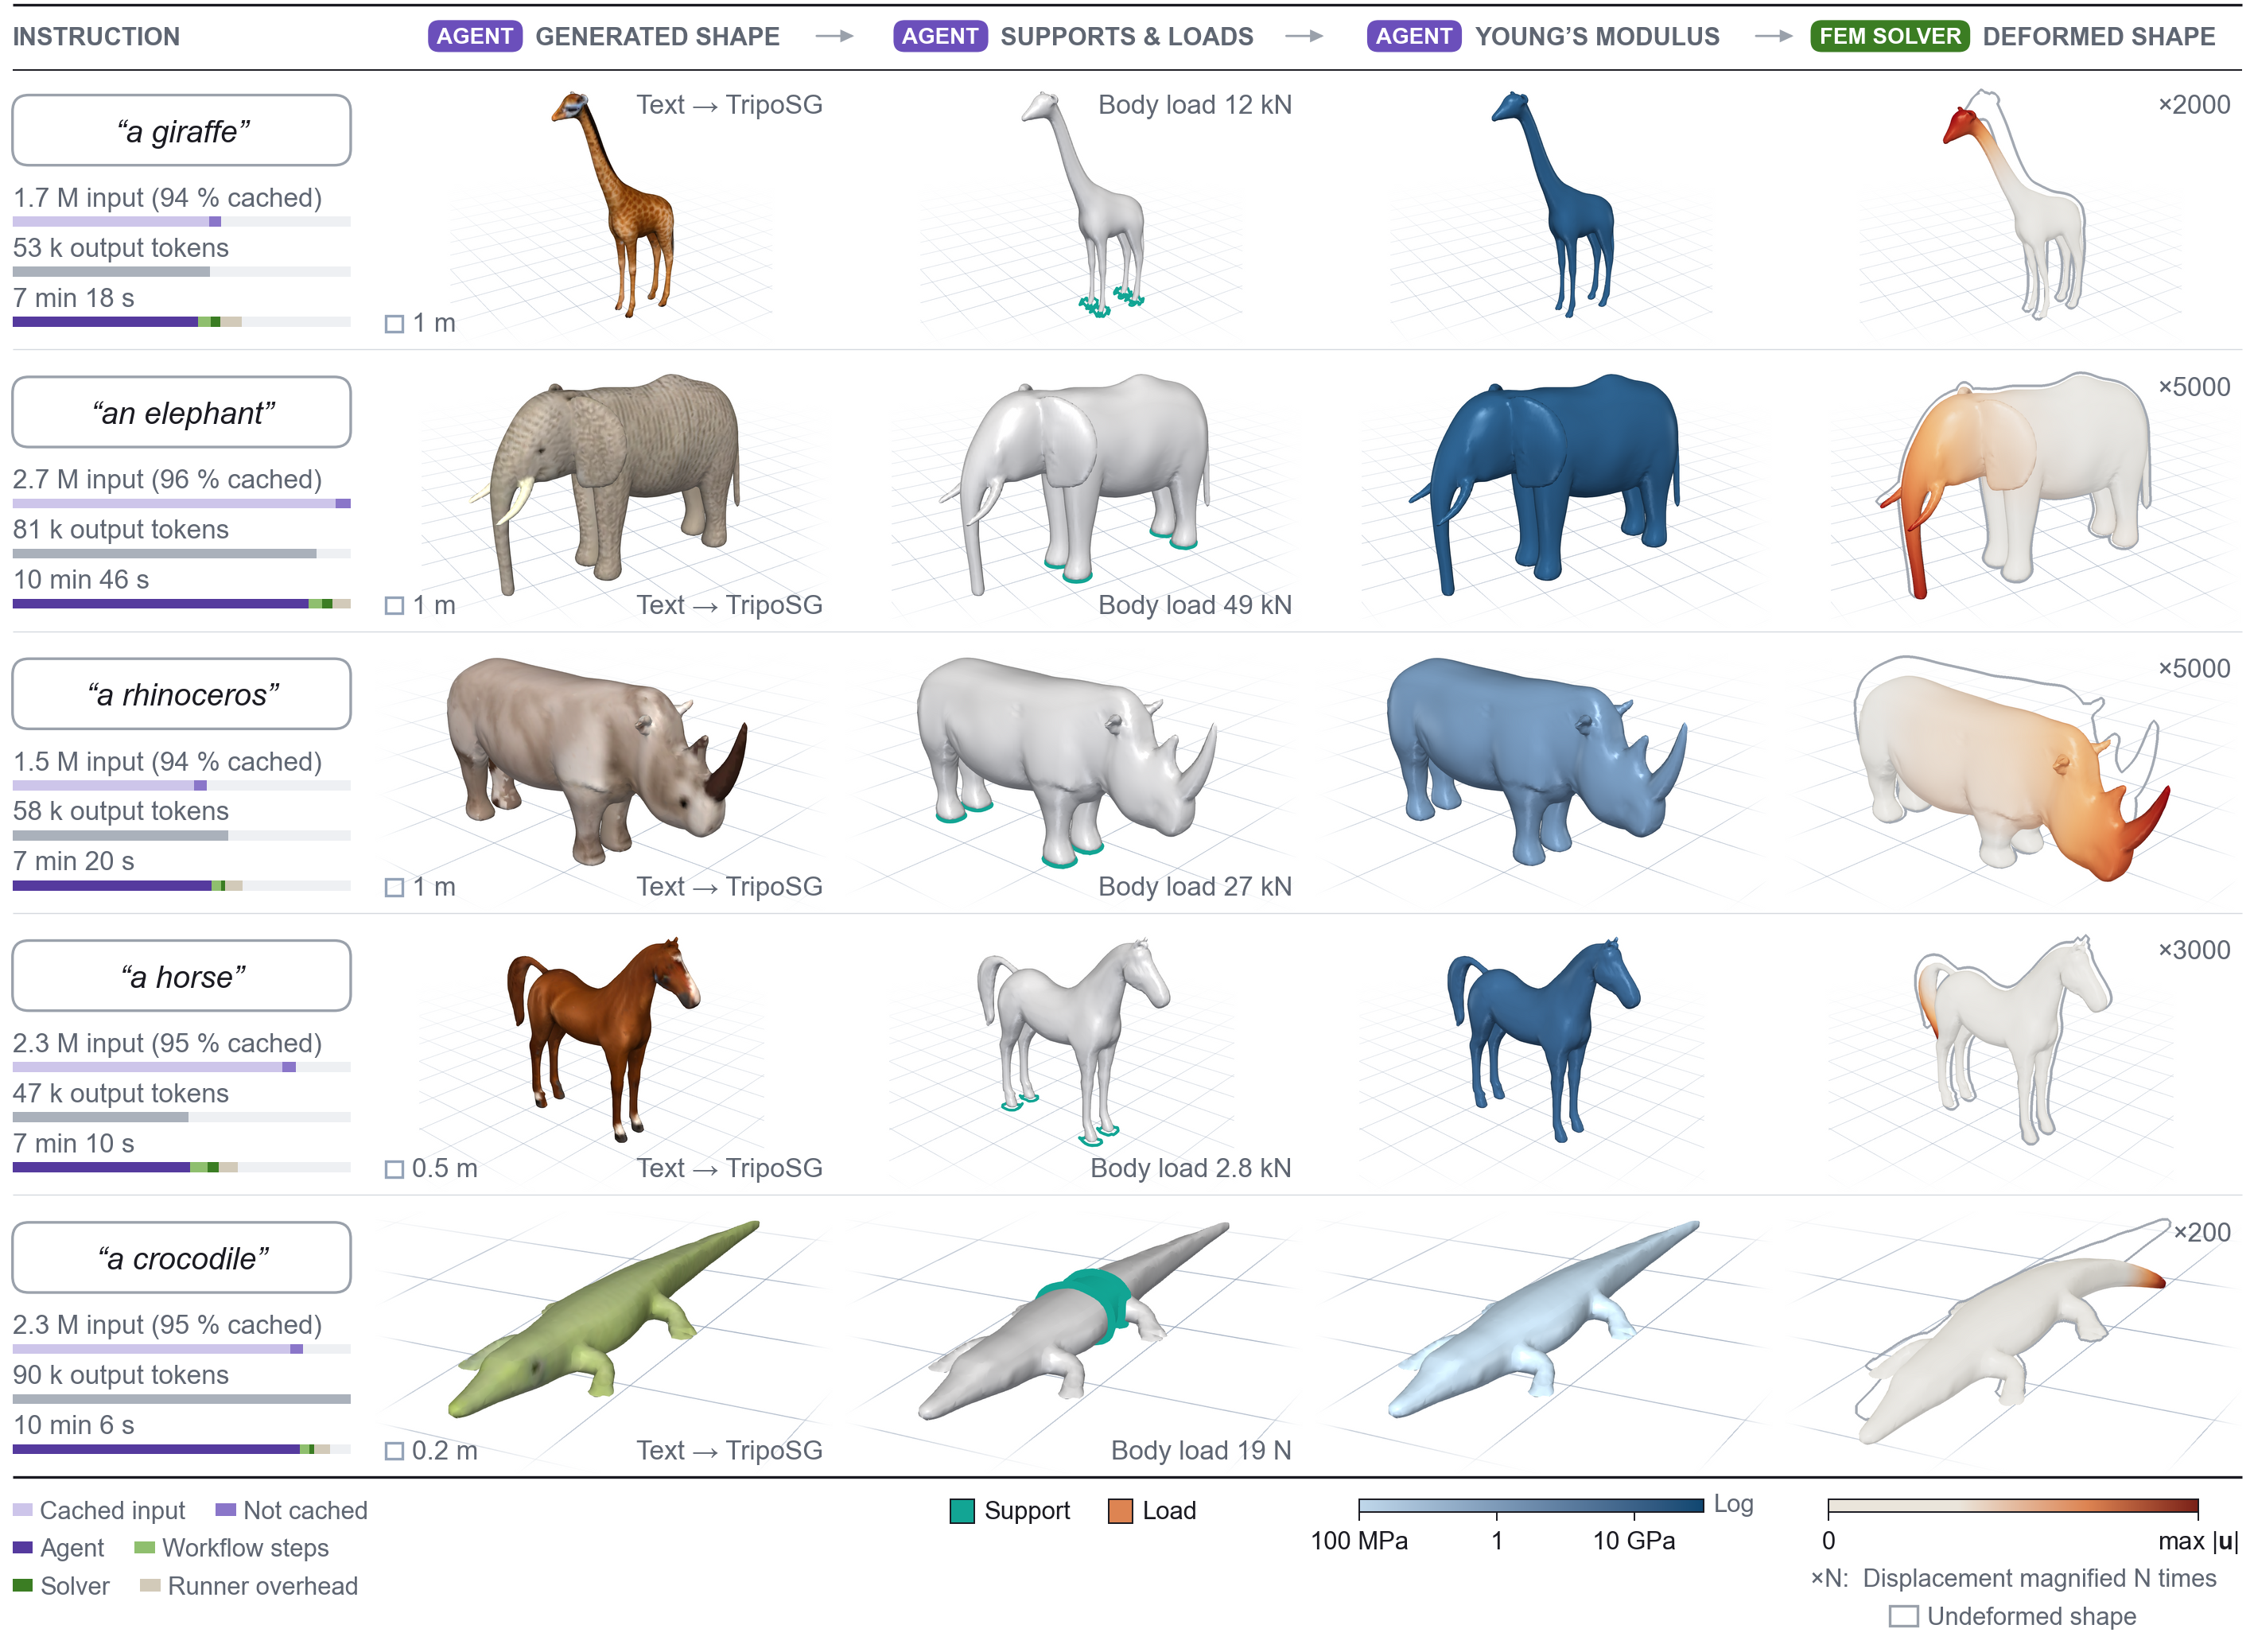 INSTRUCTION
AGENT GENERATED SHAPE → AGENT SUPPORTS & LOADS → AGENT YOUNG’S MODULUS → FEM SOLVER DEFORMED SHAPE
“a giraffe”
1.7 M input (94 % cached)
53 k output tokens
7 min 18 s
1 m
Text → TripoSG
Body load 12 kN
×2000
“an elephant”
2.7 M input (96 % cached)
81 k output tokens
10 min 46 s
1 m
Text → TripoSG
Body load 49 kN
×5000
“a rhinoceros”
1.5 M input (94 % cached)
58 k output tokens
7 min 20 s
1 m
Text → TripoSG
Body load 27 kN
×5000
“a horse”
2.3 M input (95 % cached)
47 k output tokens
7 min 10 s
0.5 m
Text → TripoSG
Body load 2.8 kN
×3000
“a crocodile”
2.3 M input (95 % cached)
90 k output tokens
10 min 6 s
0.2 m
Text → TripoSG
Body load 19 N
×200
Cached input Not cached
Agent Workflow steps
Solver Runner overhead
Support Load
Log
100 MPa 1 10 GPa
0 max |u|
×N: Displacement magnified N times
Undeformed shape